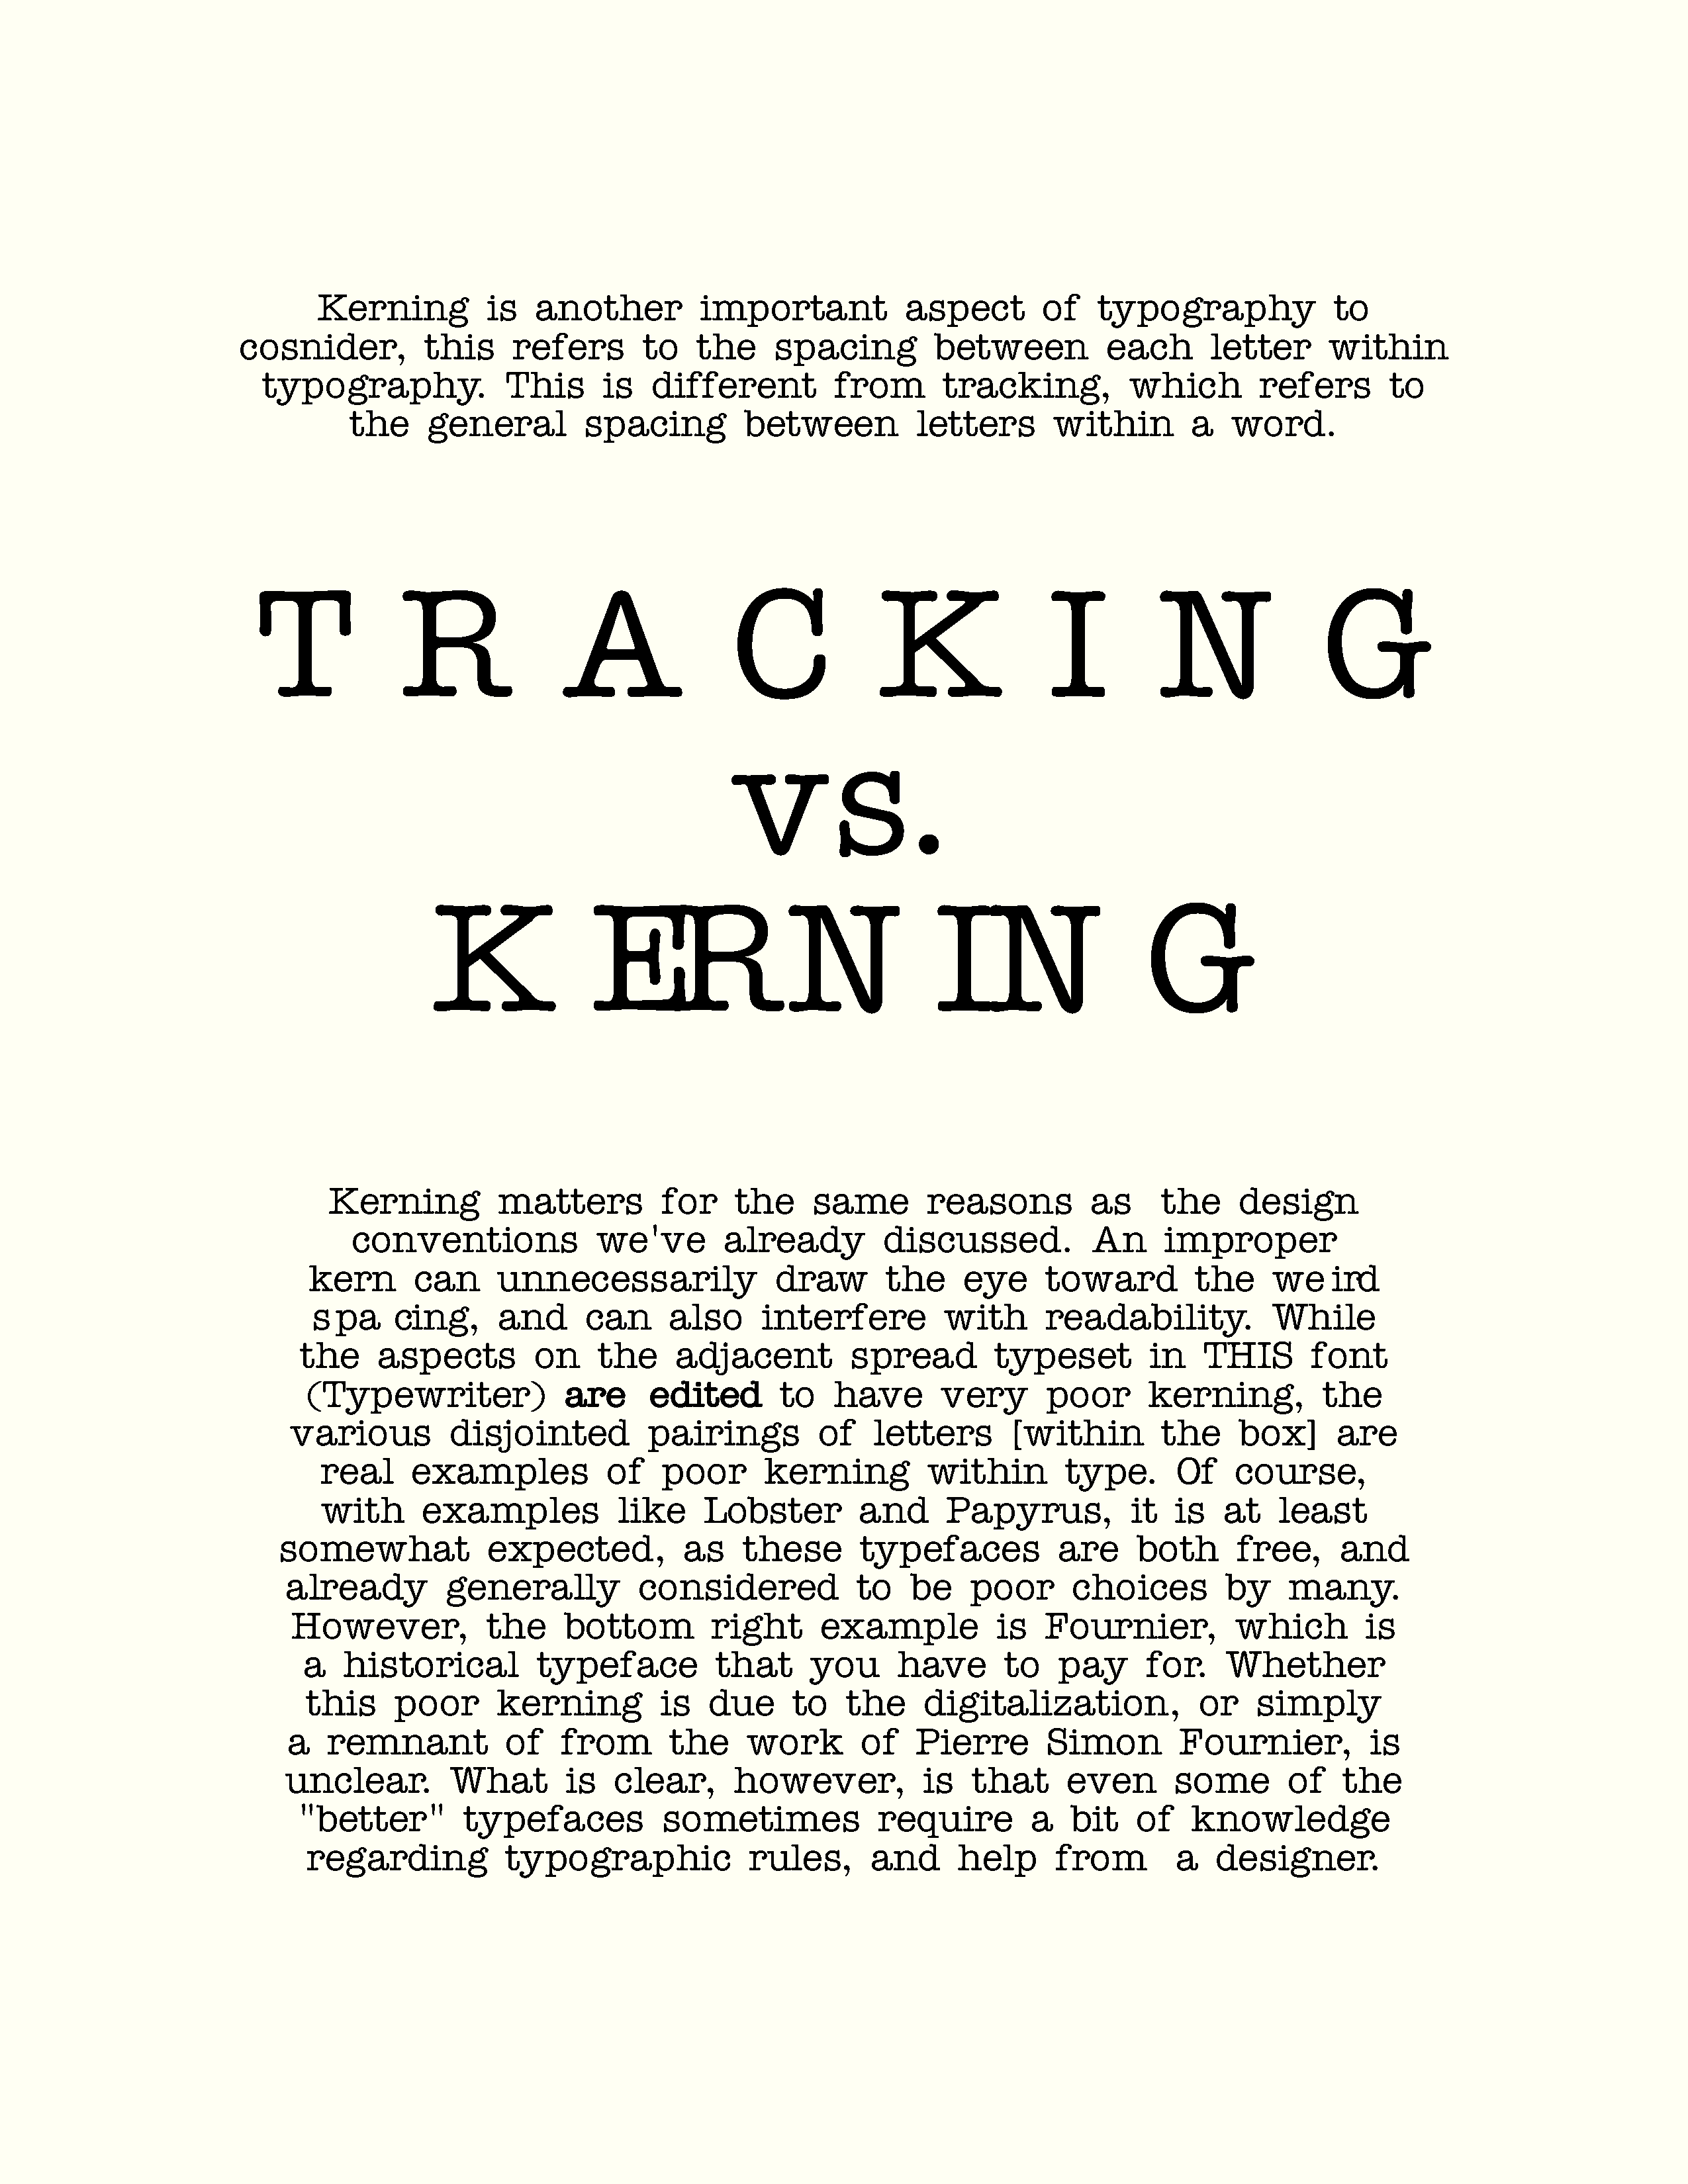 Kerning is another important aspect of typography to
cosnider, this refers to the spacing between each letter within
typography. This is different from tracking, which refers to
the general spacing between letters within a word.
TRACKING
vs.
KERNING
Kerning matters for the same reasons as  the design
conventions we've already discussed. An improper
kern can unnecessarily draw the eye toward the weird
spa cing, and can also interfere with readability. While
the aspects on the adjacent spread typeset in THIS font
(Typewriter) are edited to have very poor kerning, the
various disjointed pairings of letters [within the box] are
real examples of poor kerning within type. Of course,
with examples like Lobster and Papyrus, it is at least
somewhat expected, as these typefaces are both free, and
already generally considered to be poor choices by many.
However, the bottom right example is Fournier, which is
a historical typeface that you have to pay for. Whether
this poor kerning is due to the digitalization, or simply
a remnant of from the work of Pierre Simon Fournier, is
unclear. What is clear, however, is that even some of the
"better" typefaces sometimes require a bit of knowledge
regarding typographic rules, and help from  a designer.